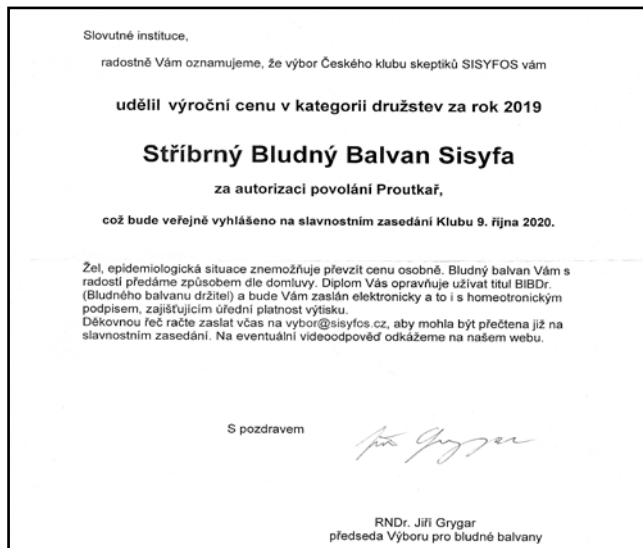 Slovutné instituce,
radostně Vám oznamujeme, že výbor Českého klubu skeptiků SISYFOS vám
udělil výroční cenu v kategorii družstev za rok 2019
Stříbrný Bludný Balvan Sisyfa
za autorizaci povolání Proutkař,
což bude veřejně vyhlášeno na slavnostním zasedání Klubu 9. října 2020.
Žel, epidemiologická situace znemožňuje převzít cenu osobně. Bludný balvan Vám s
radostí předáme způsobem dle domluvy. Diplom Vás opravňuje užívat titul BlBDr.
(Bludného balvanu držitel) a bude Vám zaslán elektronicky a to i s homeotronickým
podpisem, zajišťujícím úřední platnost výtisku.
Děkovnou řeč račte zaslat včas na vybor@sisyfos.cz, aby mohla být přečtena již na
slavnostním zasedání. Na eventuální videoodpověď odkážeme na našem webu.
S pozdravem
Jiří Grygar
RNDr. Jiří Grygar
předseda Výboru pro bludné balvany